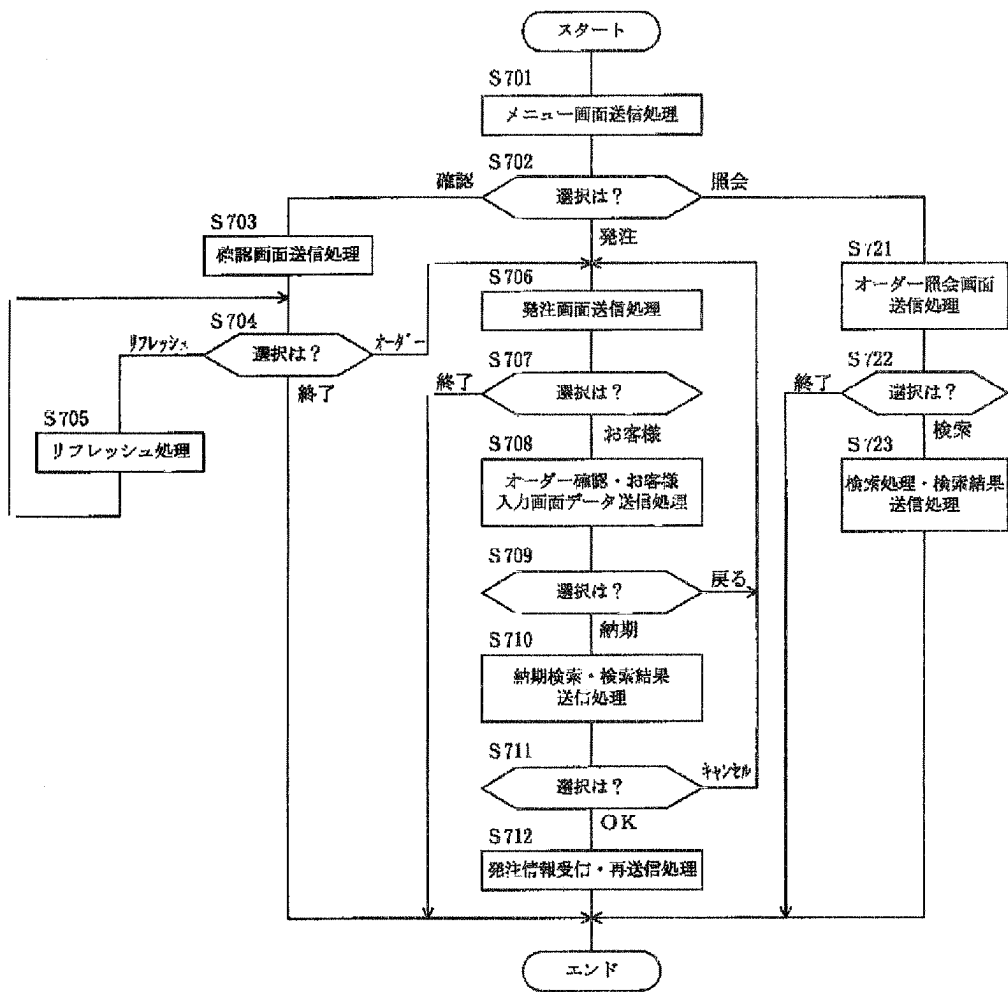 スタート
S701
メニュー画面送信処理
S702
確認
選択は？
照会
発注
S703
確認画面送信処理
S704
リフレッシュ
選択は？
オーダー
終了
S705
リフレッシュ処理
S706
発注画面送信処理
S707
終了
選択は？
お客様
S708
オーダー確認・お客様
入力画面データ送信処理
S709
選択は？
戻る
納期
S710
納期検索・検索結果
送信処理
S711
選択は？
キャンセル
OK
S712
発注情報受信・再送信処理
S721
オーダー照会画面
送信処理
S722
終了
選択は？
検索
S723
検索処理・検索結果
送信処理
エンド